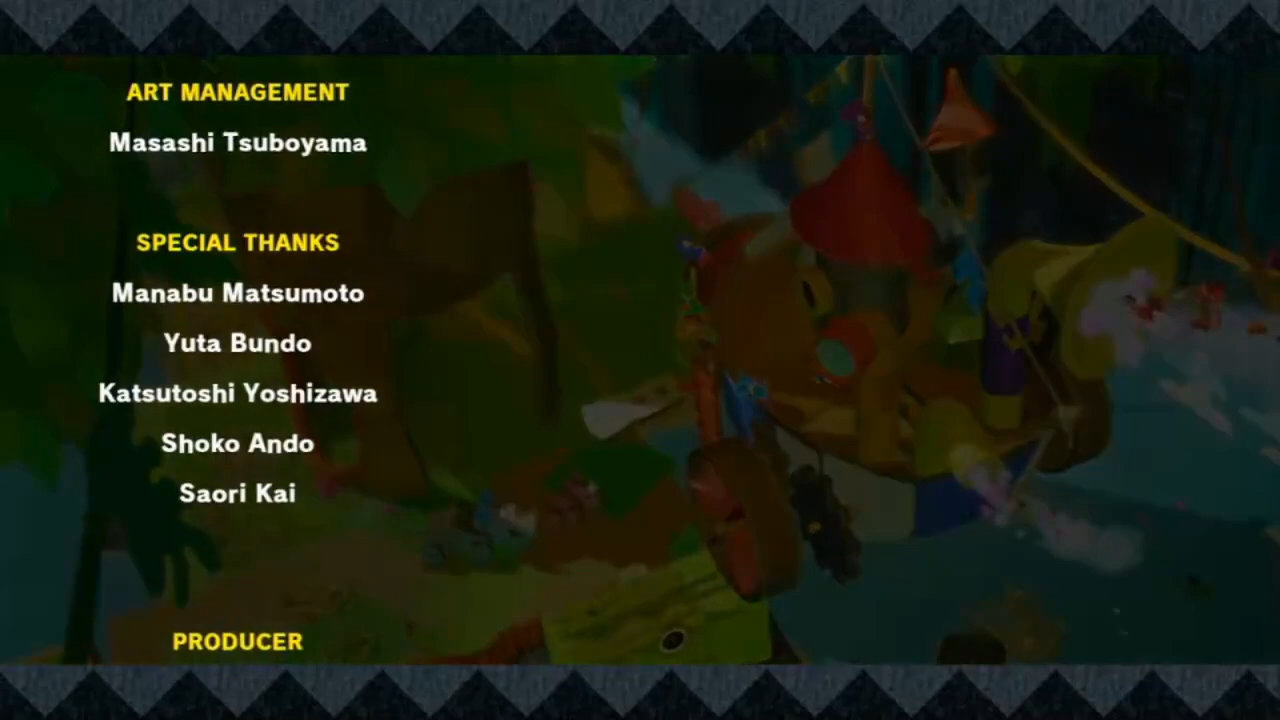 ART MANAGEMENT
Masashi Tsuboyama
SPECIAL THANKS
Manabu Matsumoto
Yuta Bundo
Katsutoshi Yoshizawa
Shoko Ando
Saori Kai
PRODUCER